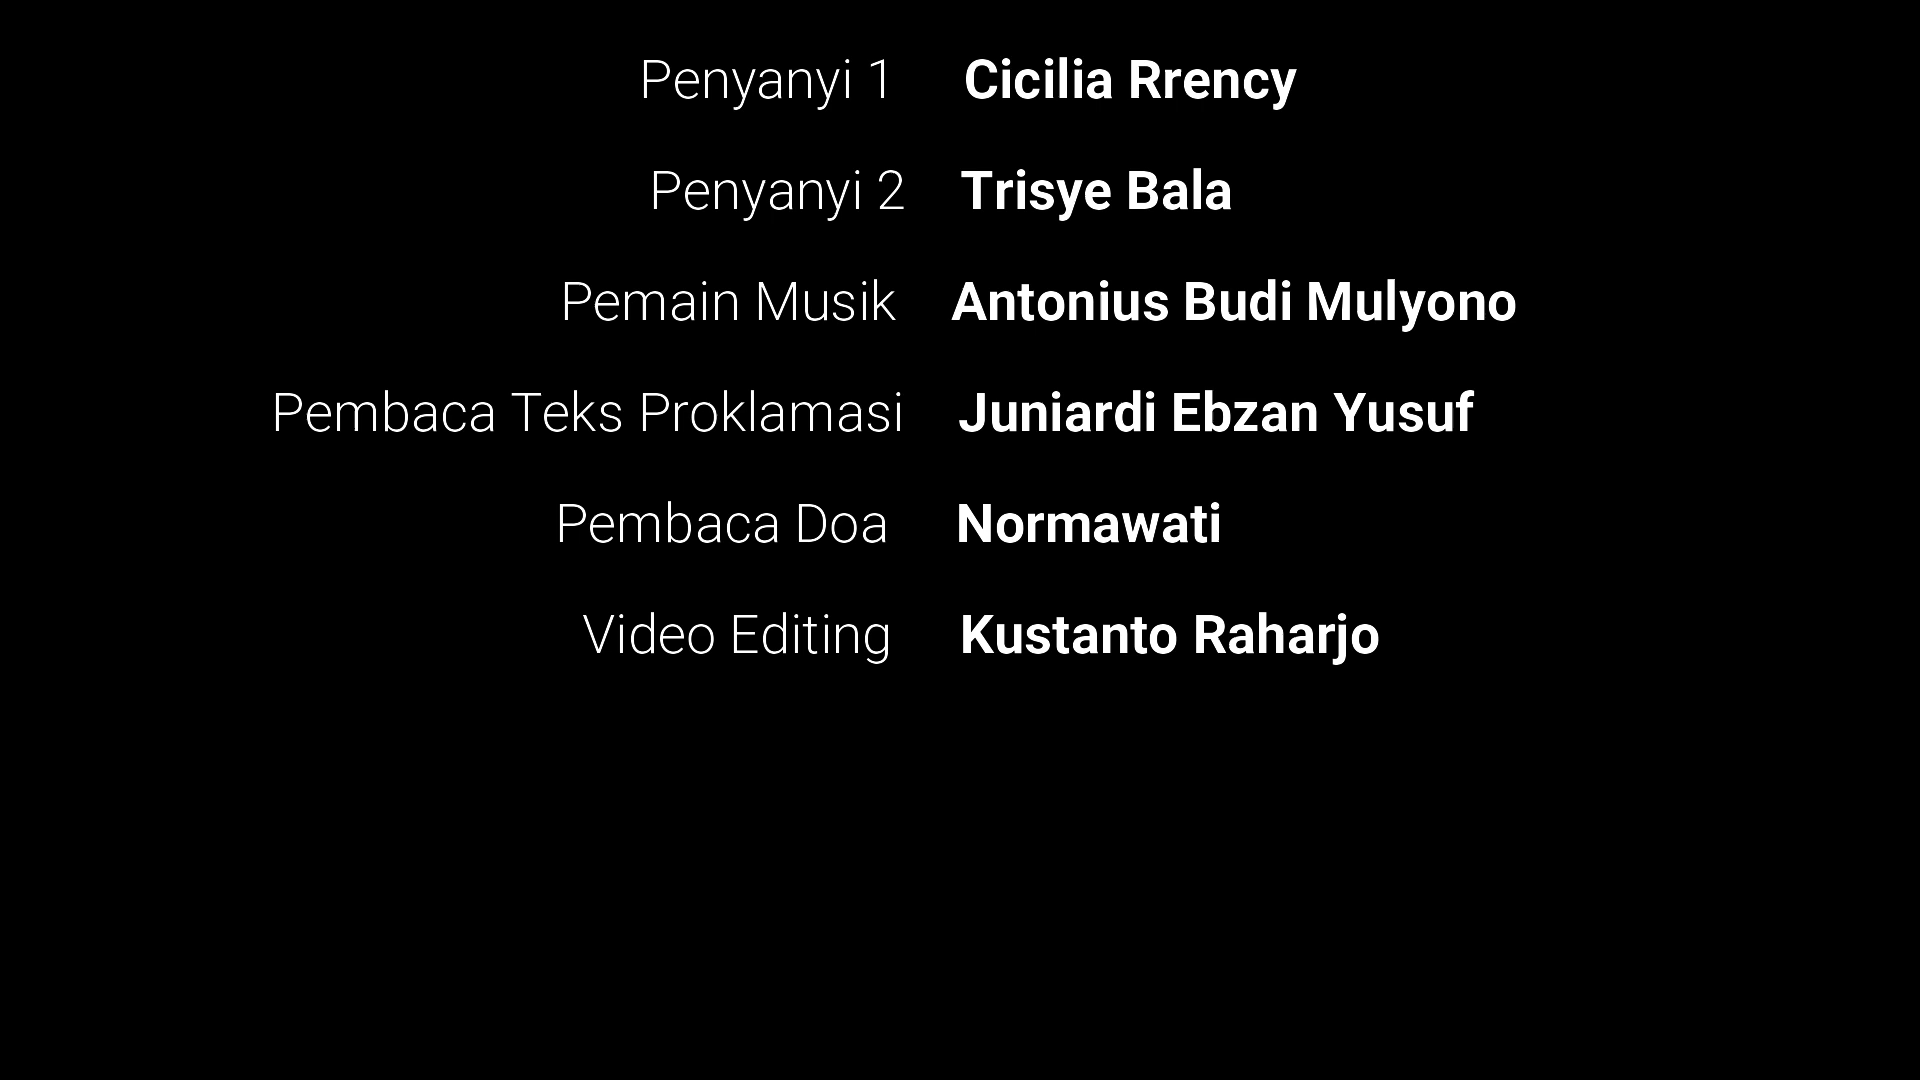 Penyanyi 1 Cicilia Rrency
Penyanyi 2 Trisye Bala
Pemain Musik Antonius Budi Mulyono
Pembaca Teks Proklamasi Juniardi Ebzan Yusuf
Pembaca Doa Normawati
Video Editing Kustanto Raharjo